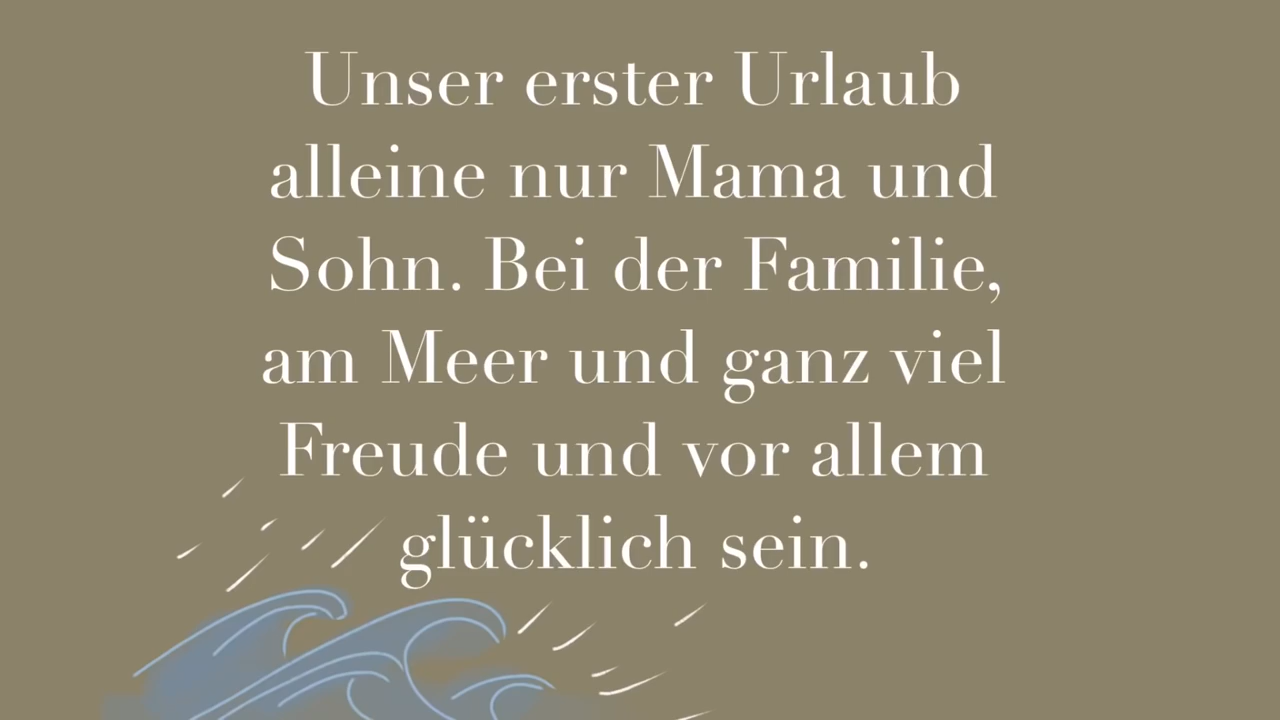 Unser erster Urlaub
alleine nur Mama und
Sohn. Bei der Familie,
am Meer und ganz viel
Freude und vor allem
glücklich sein.